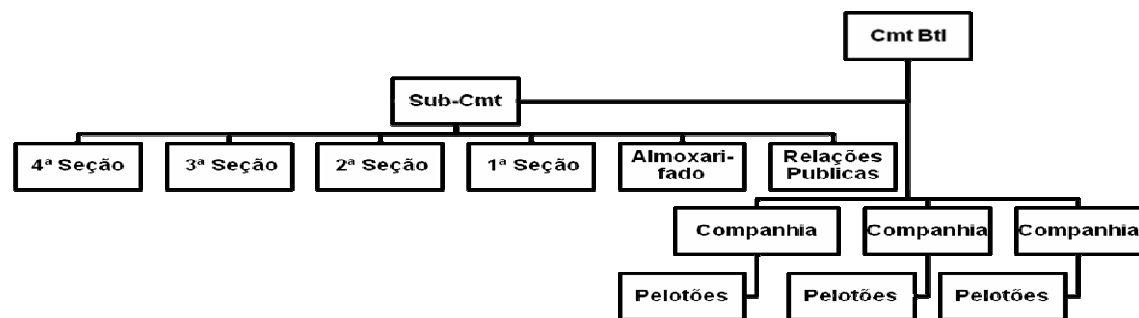 Cmt Btl
Sub-Cmt
4ª Seção
3ª Seção
2ª Seção
1ª Seção
Almoxari-
fado
Relações
Publicas
Companhia
Companhia
Companhia
Pelotões
Pelotões
Pelotões